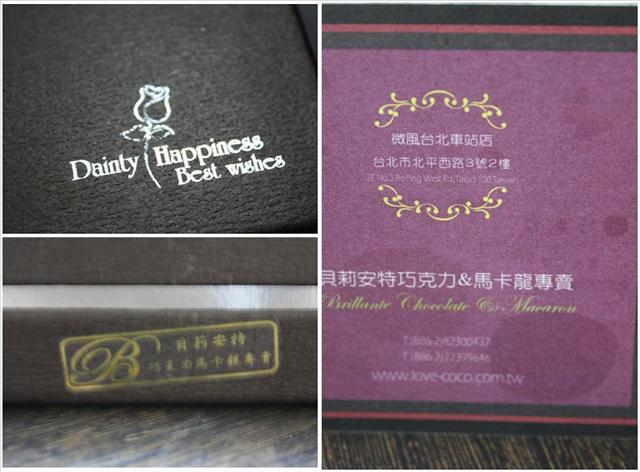 Dainty Happiness
Best wishes
貝莉安特
巧克力馬卡龍專賣
B
微風台北車站店
台北市北平西路3號2樓
2F No.3 BeiPing West Rd,Taipei 100 Taiwan
貝莉安特巧克力&馬卡龍專賣
Brillante Chocolate & Macaron
T(886-2)82300437
F(886-2)22399646
www.love-coco.com.tw